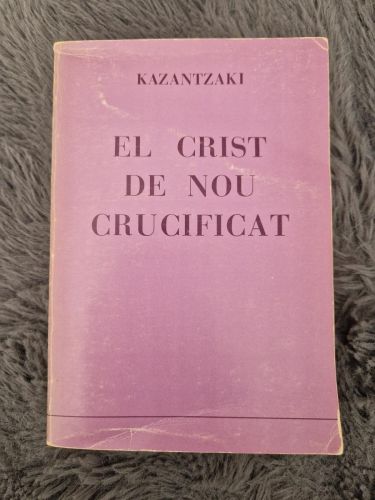 KAZANTZAKI
EL CRIST
DE NOU
CRUCIFICAT